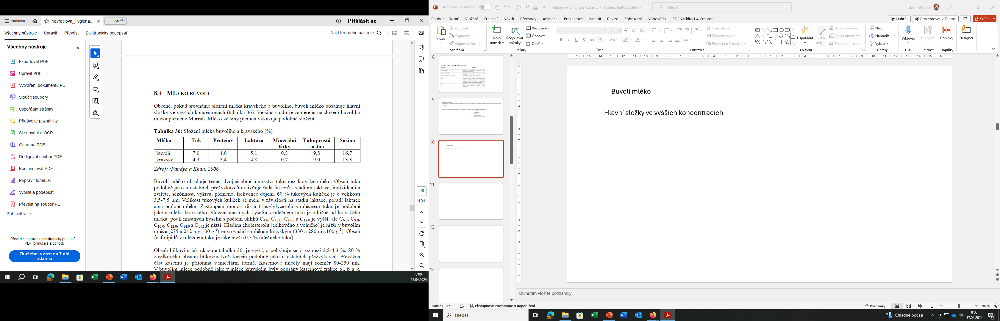 Nabídka
Navratilova_Hygiena...
Vytvořit
Přihlásit se
Všechny nástroje
Upravit
Převést
Elektronicky podepsat
Najít text nebo nástroje
Všechny nástroje
Exportovat PDF
Upravit PDF
Vytvoření dokumentu PDF
Sloučit soubory
Uspořádat stránky
Přidávejte poznámky
Skenování a OCR
Ochrana PDF
Redigovat soubor PDF
Komprimovat PDF
Připravit formulář
Vyplnit a podepsat
Převést na soubor PDF
Zobrazit více
Převeďte, upravte a elektronicky podepište
PDF formuláře a dohody
Zkušební verze na 7 dní
zdarma
8.4 MLÉKO BUVOLÍ
Obecně, pokud srovnáme složení mléka kravského a buvolího, buvolí mléko obsahuje hlavní
složky ve vyšších koncentracích (tabulka 36). Většina studií je zaměřena na složení buvolího
mléka plemene Murrah. Mléko většiny plemen vykazuje podobné složení.
Tabulka 36: Složení mléka buvolího a kravského (%)
Mléko Tuk Proteiny Laktóza Minerální Tukuprostá Sušina
látky sušina
buvolí 7,0 4,0 5,1 0,8 9,8 16,7
kravské 4,3 3,4 4,8 0,7 9,0 13,3
Zdroj: (Pandya a Khan, 2006
Buvolí mléko obsahuje téměř dvojnásobné množství tuku než kravské mléko. Obsah tuku
podobně jako u ostatních přežvýkavců ovlivňuje řada faktorů - stádium laktace, individualita
zvířete, sezónnost, výživa, plemeno, frekvence dojení. 60 % tukových kuliček je o velikosti
3,5-7,5 µm. Velikost tukových kuliček se mění v závislosti na stadiu laktace, pořadí laktace
a na teplotě mléka. Zastoupení mono-, di- a triacylglycerolů v mléčném tuku je podobné
jako u mléka kravského. Složení mastných kyselin v mléčném tuku je odlišné od kravského
mléka: podíl mastných kyselin s počtem uhlíků C4:0, C16:0, C17:0 a C18:0 je vyšší, ale C6:0, C8:0,
C10:0, C12:0, C14:0 a C14:1 je nižší. Hladina cholesterolu (celkového a volného) je nižší v buvolím
mléce (275 a 212 mg.100 g-1) ve srovnání s mlékem kravským (330 a 280 mg.100 g-1). Obsah
fosfolipidů v mléčném tuku je také nižší (0,3 % mléčného tuku).
Obsah bílkovin, jak ukazuje tabulka 36, je vyšší, a pohybuje se v rozmezí 3,8-4,3 %, 80 %
z celkového obsahu bílkovin tvoří kasein podobně jako u ostatních přežvýkavců. Převážná
část kaseinu je přítomna v micelární formě. Kaseinové micely mají rozměr 80-250 nm.
V buvolím mléce podobně jako v mléce kravském byly popsány kaseinové frakce αs, β a κ.
98
131
8:00
17.04.2024
Automatické ukládání
faktory ovlivňující jakost m... • Uloženo: tento počítač
Hledat
Libor Kalhotka
Soubor Domů Vložení Kreslení Návrh Přechody Animace Prezentace Nahrát Revize Zobrazení Nápověda PDF Architect 4 Creator
Nahrát
Prezentovat v Teams
Sdílet
Vložit
Vyjmout
Kopírovat
Kopírovat formát
Schránka
Nový
snímek
Recyklovat
snímky
Rozložení
Obnovit
Oddíl
Snímky
18
B I U S ab AV Aa A
Písmo
Směr textu
Zarovnat text
Převést na SmartArt
Odstavec
Uspořádat
Rychlé
styly
Výplň obrazce
Obrys obrazce
Efekty obrazce
Kreslení
Najít
Nahradit
Vybrat
Úpravy
Diktovat
Hlas
Citlivost
Citlivost
Doplňky
Doplňky
Designer
8
9
10
11
12
13
Buvolí mléko
Hlavní složky ve vyšších koncentracích
Kliknutím vložíte poznámky.
Snímek 10 z 29
Přístupnost: Prostudujte si doporučení
Poznámky
102 %
Hledat
Chladné počasí
8:00
17.04.2024
15